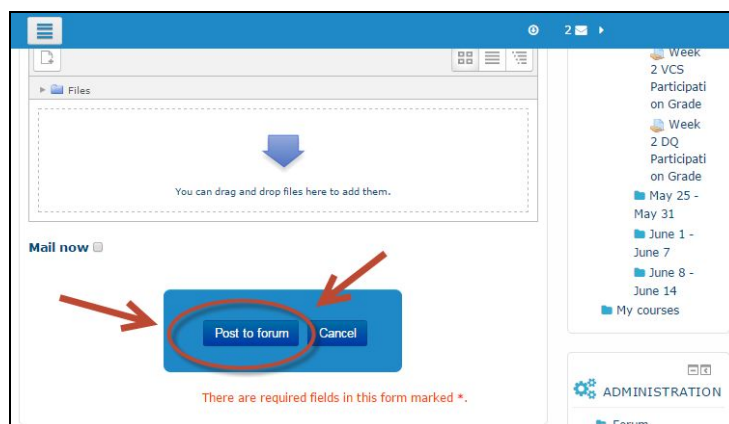 2
Files
You can drag and drop files here to add them.
Mail now
Post to forum
Cancel
There are required fields in this form marked *.
Week
2 VCS
Participati
on Grade
Week
2 DQ
Participati
on Grade
May 25 -
May 31
June 1 -
June 7
June 8 -
June 14
My courses
ADMINISTRATION
Forum